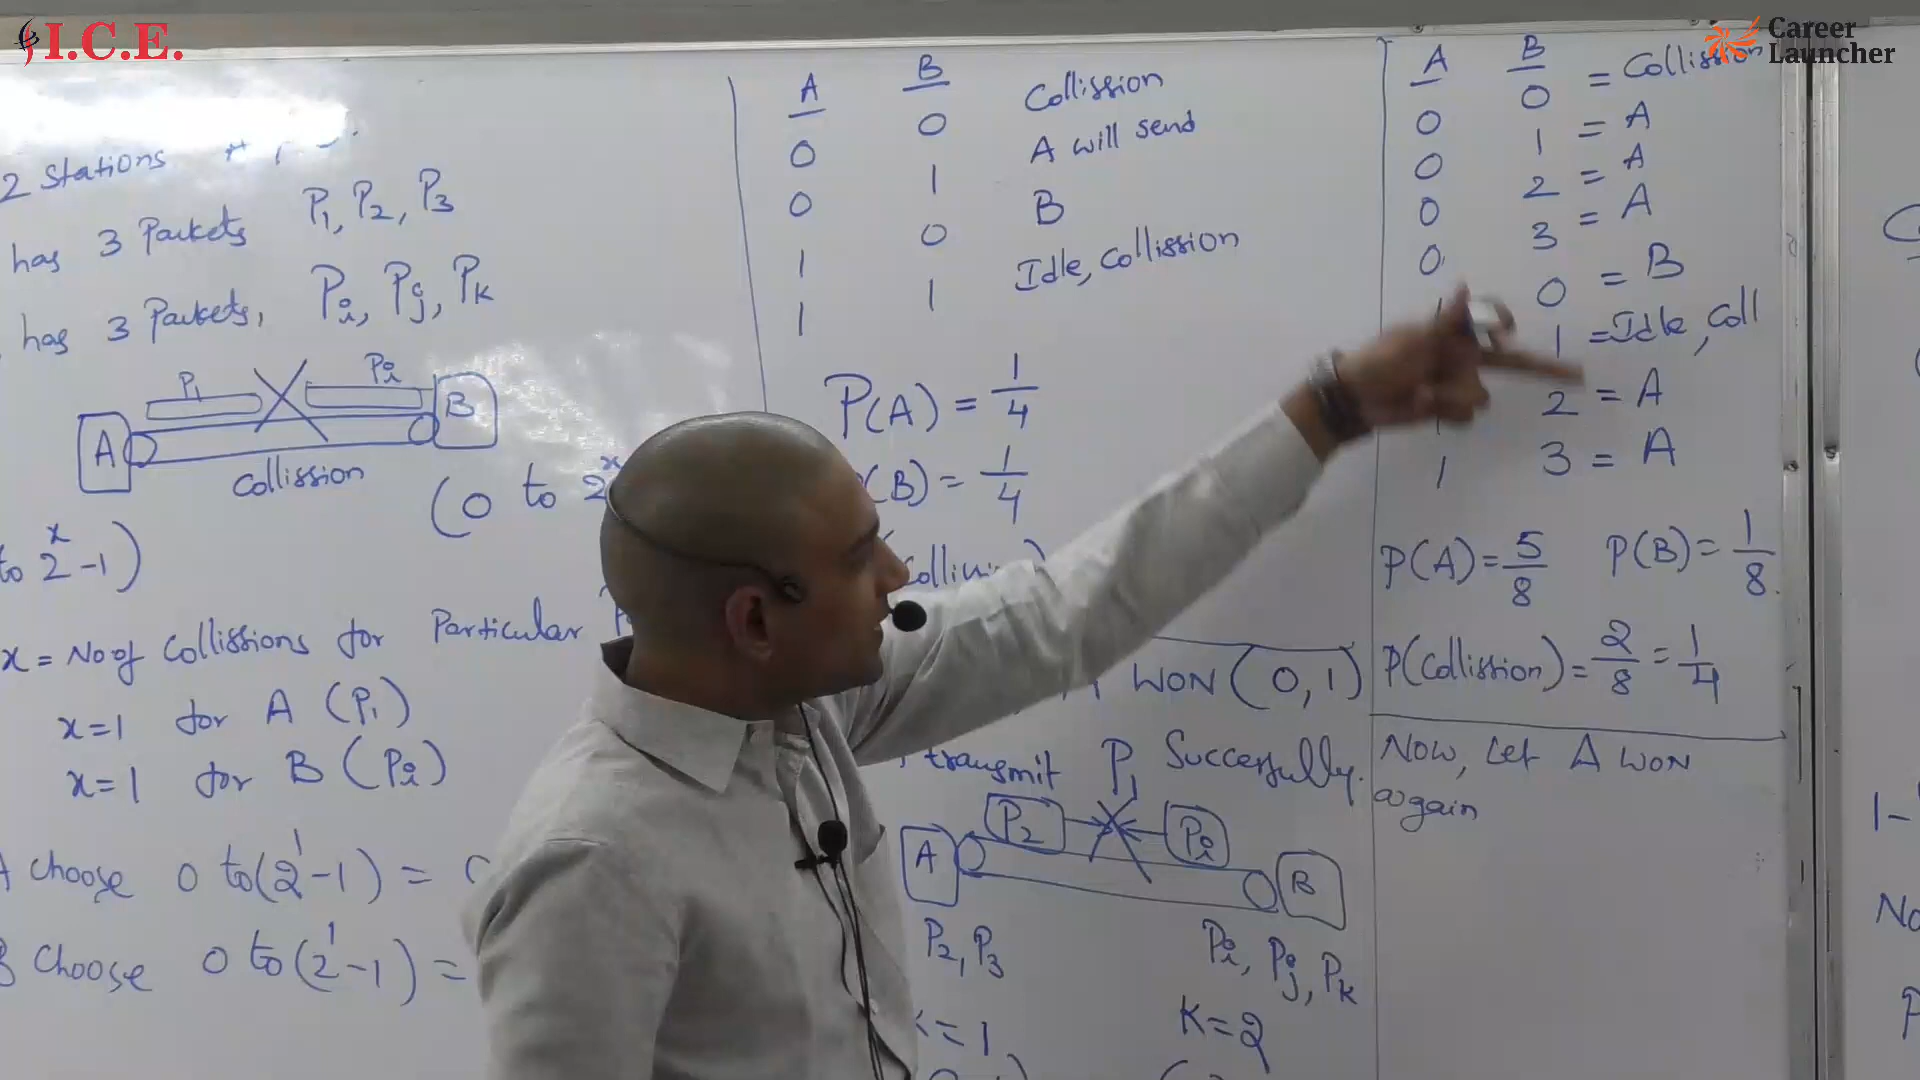 I.C.E.
Career
Launcher
2 Stations
has 3 Packets P1, P2, P3
has 3 Packets, Pi, Pj, Pk
P1 Pi
A B
Collission
(0 to 2^x
to 2^x-1)
x = No of Collissions for Particular
x=1 for A (P1)
x=1 for B (Pi)
A Choose 0 to (2^1-1) =
B Choose 0 to (2^1-1) =
A B
0 0 Collission
0 1 A will send
1 0 B
1 1 Idle, Collission
P(A) = 1/4
(B) = 1/4
WON (0,1)
transmit P1 Successfully.
P2 Pi
A B
P2, P3 Pi, Pj, Pk
K=1 K=2
A B
0 0 = Collission
0 1 = A
0 2 = A
0 3 = A
0 = B
1 = Idle, Coll
2 = A
1 3 = A
P(A) = 5/8 P(B) = 1/8
P(Collission) = 2/8 = 1/4
Now, Let A WON
again